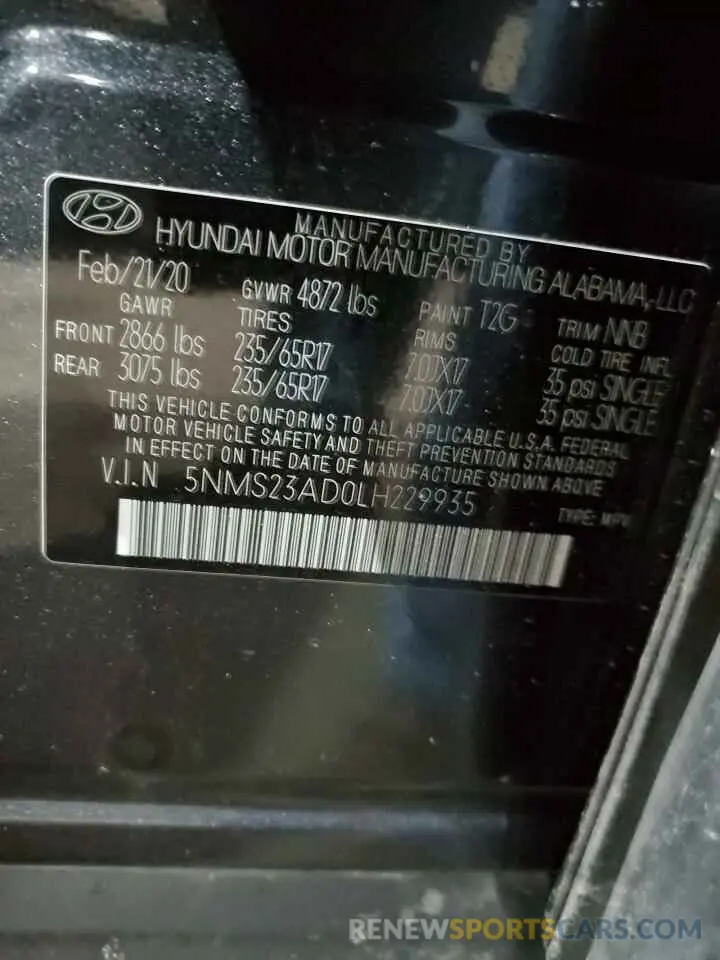 MANUFACTURED BY
HYUNDAI MOTOR MANUFACTURING ALABAMA, LLC
Feb/21/20 GVWR 4872 lbs PAINT T2G TRIM NNB
GAWR TIRES RIMS COLD TIRE INFL
FRONT 2866 lbs 235/65R17 7.0JX17 35 psi SINGLE
REAR 3075 lbs 235/65R17 7.0JX17 35 psi SINGLE
THIS VEHICLE CONFORMS TO ALL APPLICABLE U.S.A. FEDERAL
MOTOR VEHICLE SAFETY AND THEFT PREVENTION STANDARDS
IN EFFECT ON THE DATE OF MANUFACTURE SHOWN ABOVE
V.I.N 5NMS23AD0LH229935 TYPE: MPV
RENEWSPORTSCARS.COM